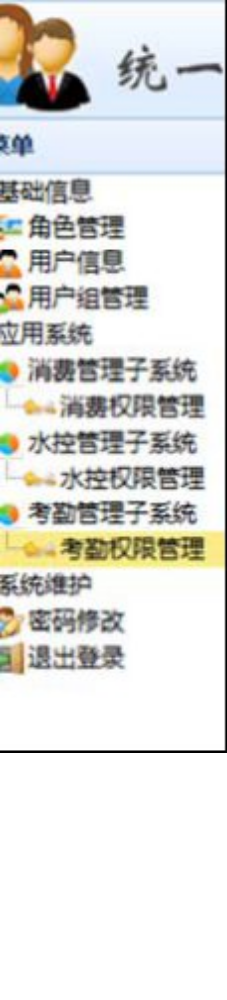 统一
菜单
基础信息
角色管理
用户信息
用户组管理
应用系统
消费管理子系统
消费权限管理
水控管理子系统
水控权限管理
考勤管理子系统
考勤权限管理
系统维护
密码修改
退出登录